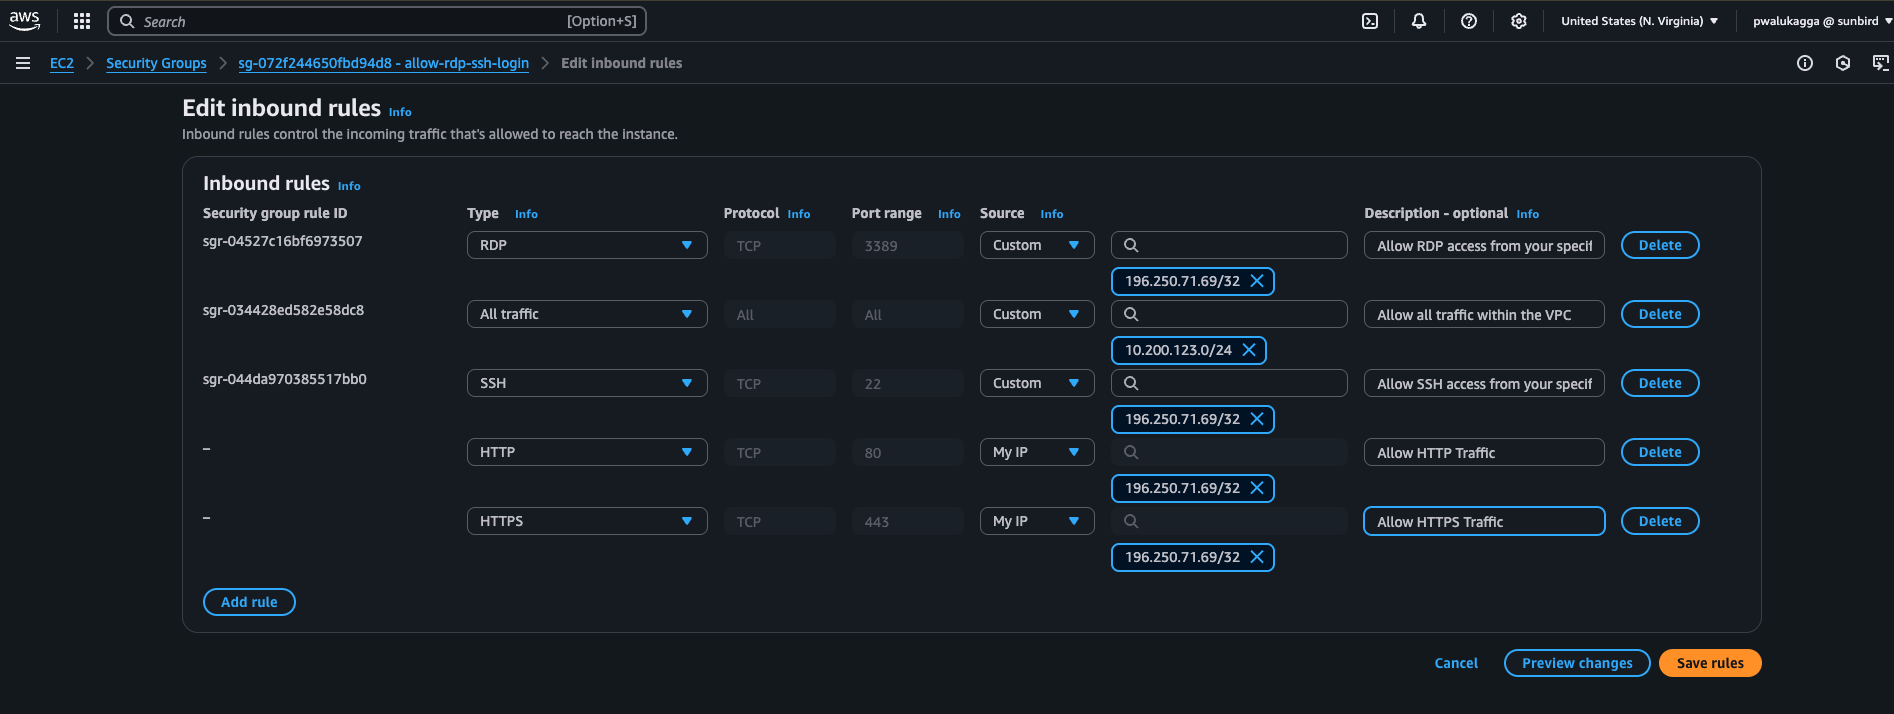 aws Search [Option+S] United States (N. Virginia) pwalukagga @ sunbird
EC2 Security Groups sg-072f244650fbd94d8 - allow-rdp-ssh-login Edit inbound rules
Edit inbound rules Info
Inbound rules control the incoming traffic that's allowed to reach the instance.
Inbound rules Info
Security group rule ID Type Info Protocol Info Port range Info Source Info Description - optional Info
sgr-04527c16bf6973507 RDP TCP 3389 Custom Allow RDP access from your specif Delete
196.250.71.69/32
sgr-034428ed582e58dc8 All traffic All All Custom Allow all traffic within the VPC Delete
10.200.123.0/24
sgr-044da970385517bb0 SSH TCP 22 Custom Allow SSH access from your specif Delete
196.250.71.69/32
– HTTP TCP 80 My IP Allow HTTP Traffic Delete
196.250.71.69/32
– HTTPS TCP 443 My IP Allow HTTPS Traffic Delete
196.250.71.69/32
Add rule
Cancel Preview changes Save rules